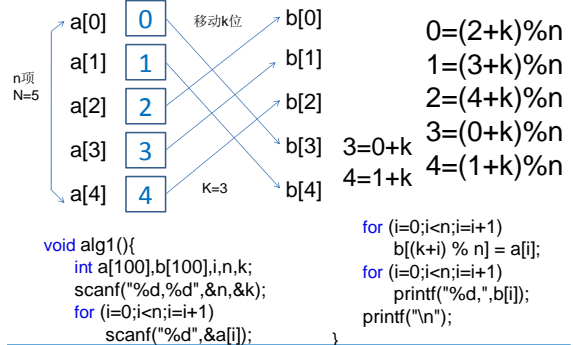 a[0] 0 移动k位 b[0] 0=(2+k)%n
a[1] 1 b[1] 1=(3+k)%n
n项
N=5
a[2] 2 b[2] 2=(4+k)%n
a[3] 3 b[3] 3=0+k 3=(0+k)%n
a[4] 4 K=3 b[4] 4=1+k 4=(1+k)%n
void alg1(){
int a[100],b[100],i,n,k;
scanf("%d,%d",&n,&k);
for (i=0;i<n;i=i+1)
scanf("%d",&a[i]);
for (i=0;i<n;i=i+1)
b[(k+i) % n] = a[i];
for (i=0;i<n;i=i+1)
printf("%d,",b[i]);
printf("\n");
}